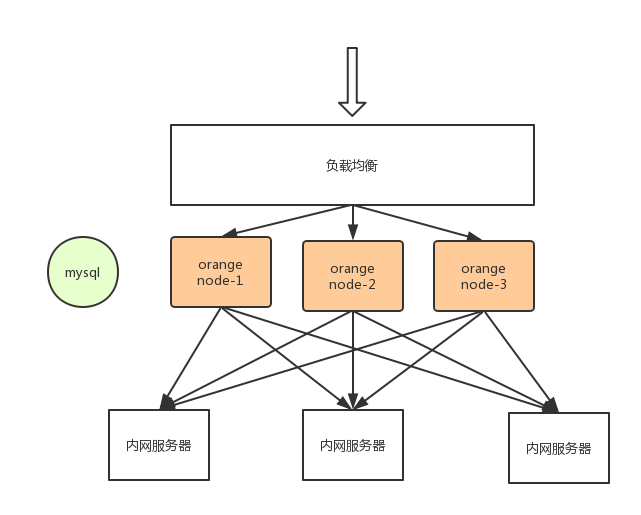 负载均衡
mysql
orange
node-1
orange
node-2
orange
node-3
内网服务器
内网服务器
内网服务器